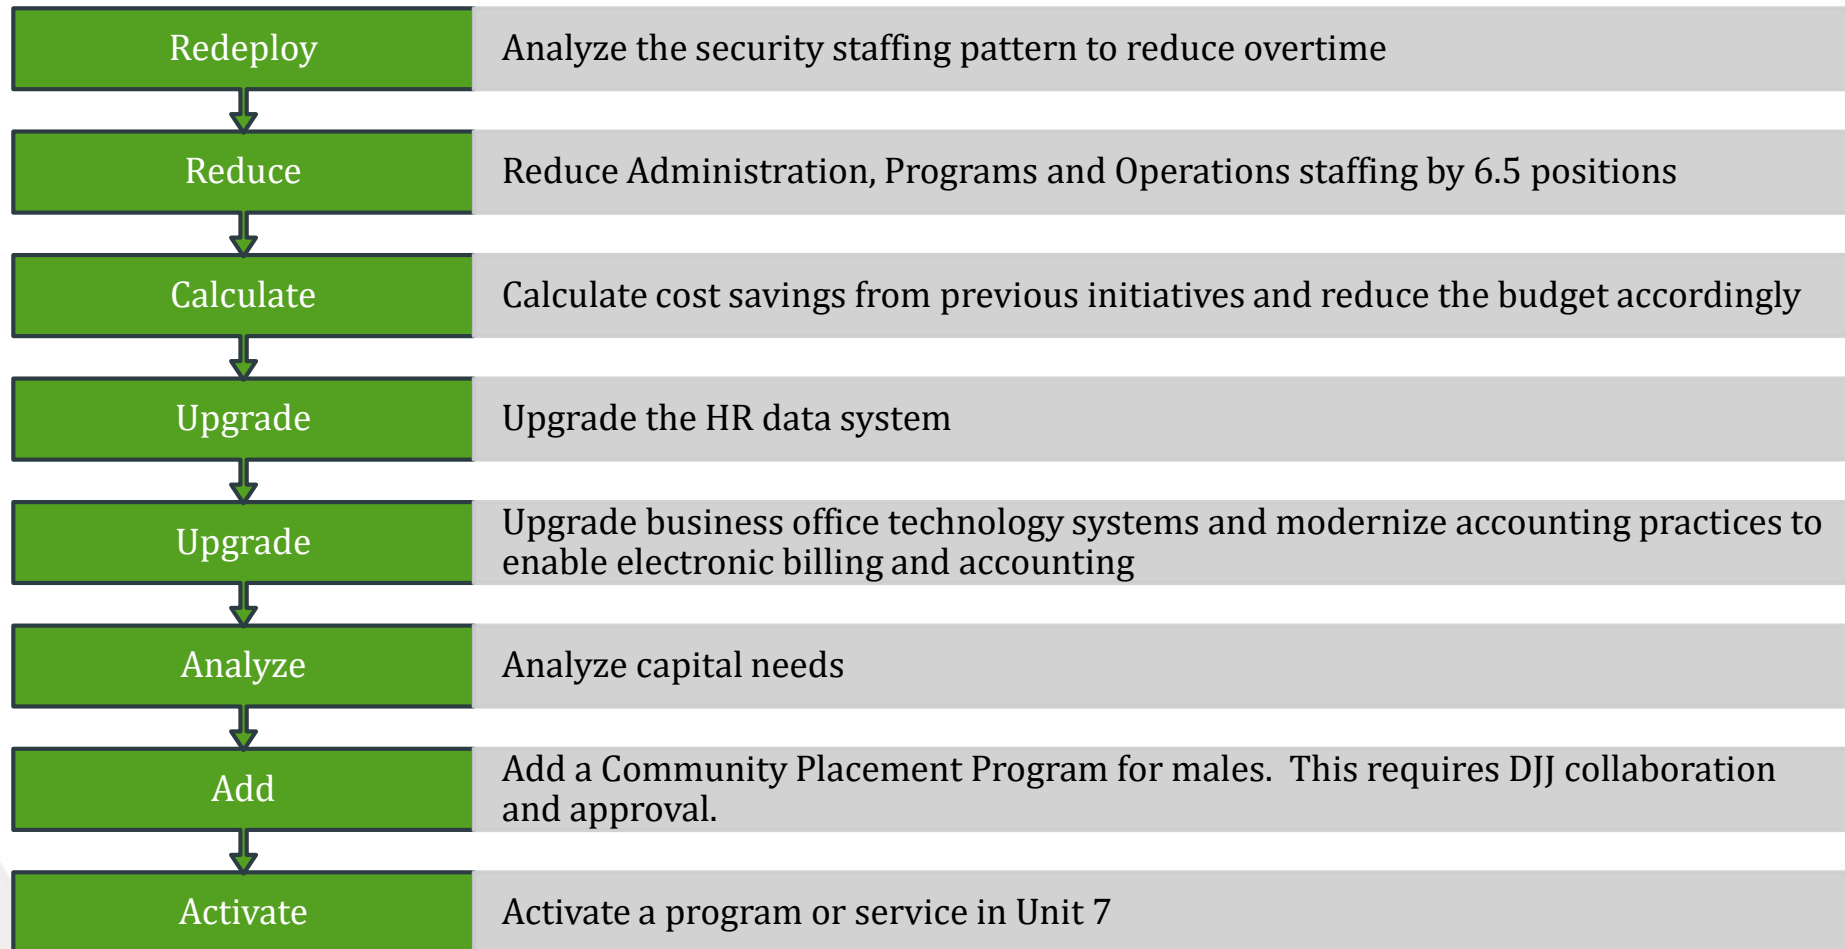 Redeploy
Analyze the security staffing pattern to reduce overtime
Reduce
Reduce Administration, Programs and Operations staffing by 6.5 positions
Calculate
Calculate cost savings from previous initiatives and reduce the budget accordingly
Upgrade
Upgrade the HR data system
Upgrade
Upgrade business office technology systems and modernize accounting practices to
enable electronic billing and accounting
Analyze
Analyze capital needs
Add
Add a Community Placement Program for males.  This requires DJJ collaboration
and approval.
Activate
Activate a program or service in Unit 7